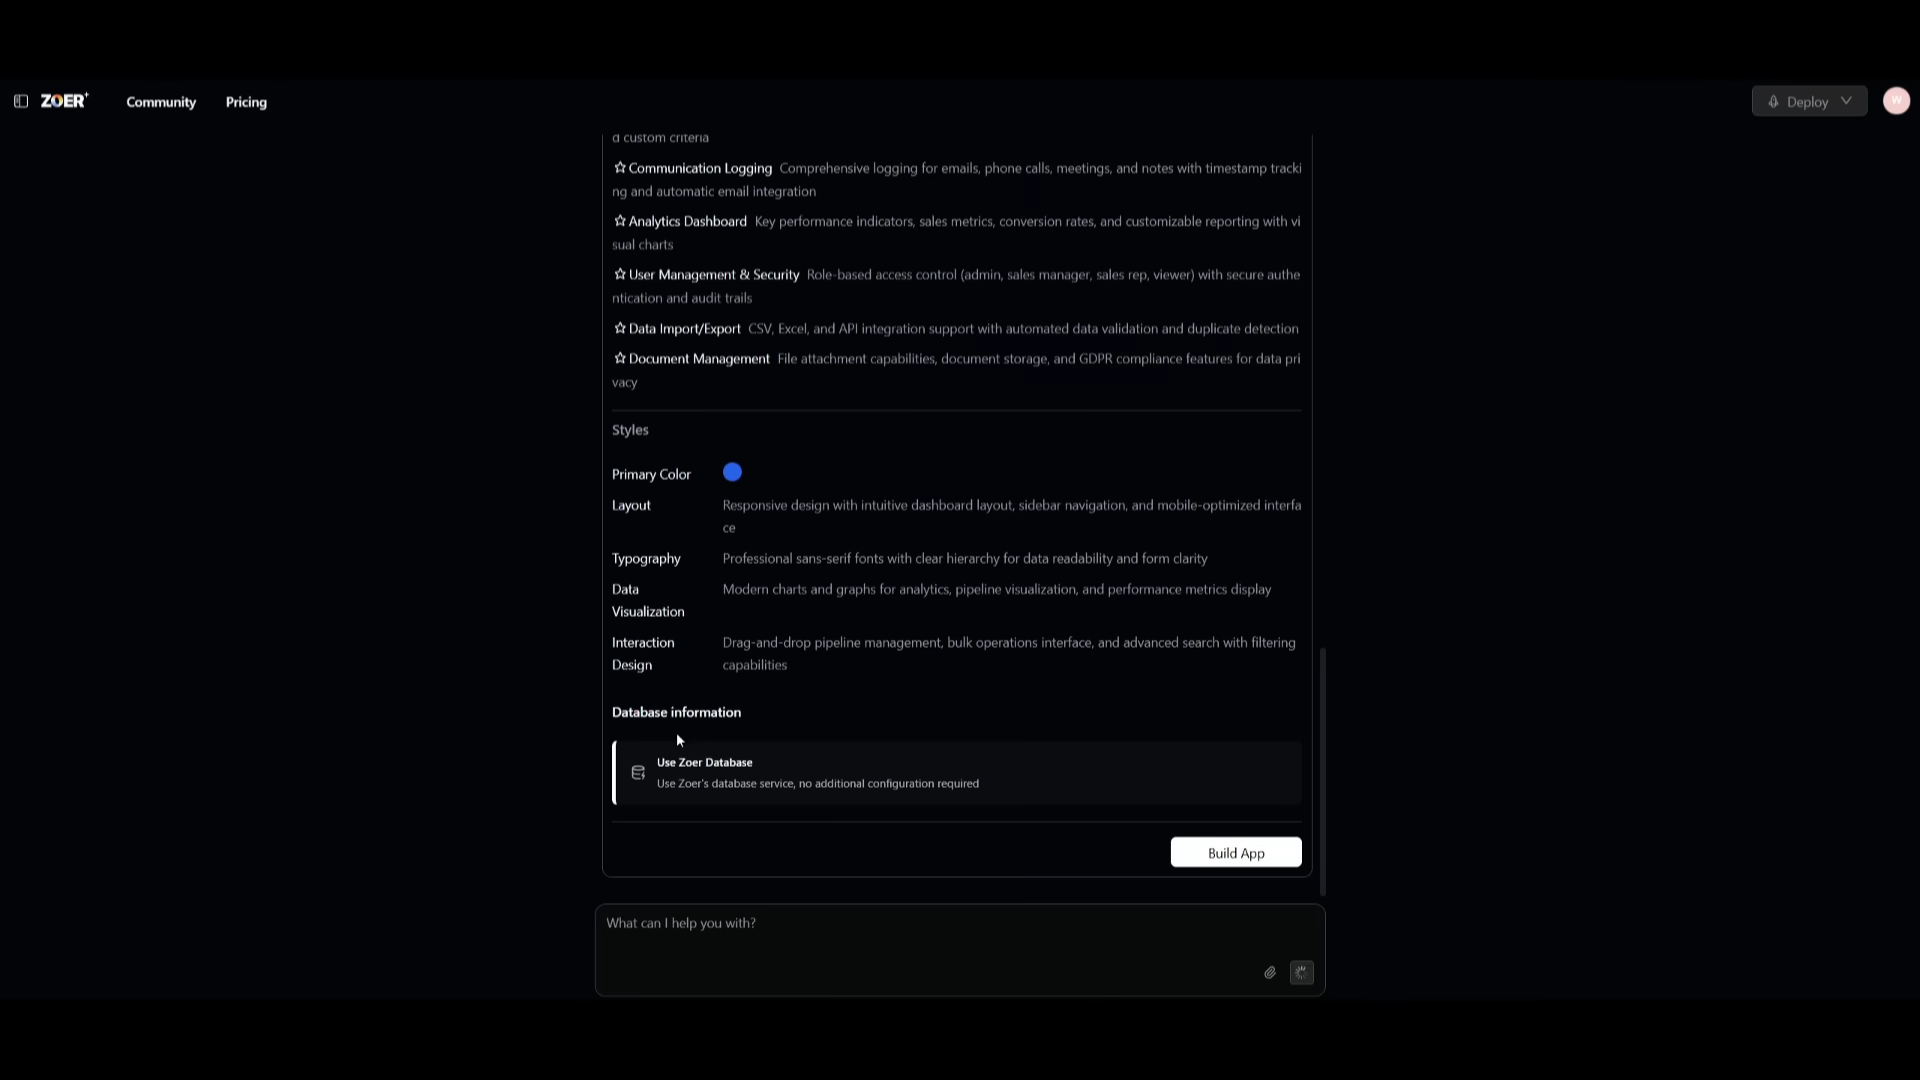 ZOER+
Community
Pricing
Deploy
W
d custom criteria
Communication Logging Comprehensive logging for emails, phone calls, meetings, and notes with timestamp tracki
ng and automatic email integration
Analytics Dashboard Key performance indicators, sales metrics, conversion rates, and customizable reporting with vi
sual charts
User Management & Security Role-based access control (admin, sales manager, sales rep, viewer) with secure authe
ntication and audit trails
Data Import/Export CSV, Excel, and API integration support with automated data validation and duplicate detection
Document Management File attachment capabilities, document storage, and GDPR compliance features for data pri
vacy
Styles
Primary Color
Layout Responsive design with intuitive dashboard layout, sidebar navigation, and mobile-optimized interfa
ce
Typography Professional sans-serif fonts with clear hierarchy for data readability and form clarity
Data Modern charts and graphs for analytics, pipeline visualization, and performance metrics display
Visualization
Interaction Drag-and-drop pipeline management, bulk operations interface, and advanced search with filtering
Design capabilities
Database information
Use Zoer Database
Use Zoer's database service, no additional configuration required
Build App
What can I help you with?